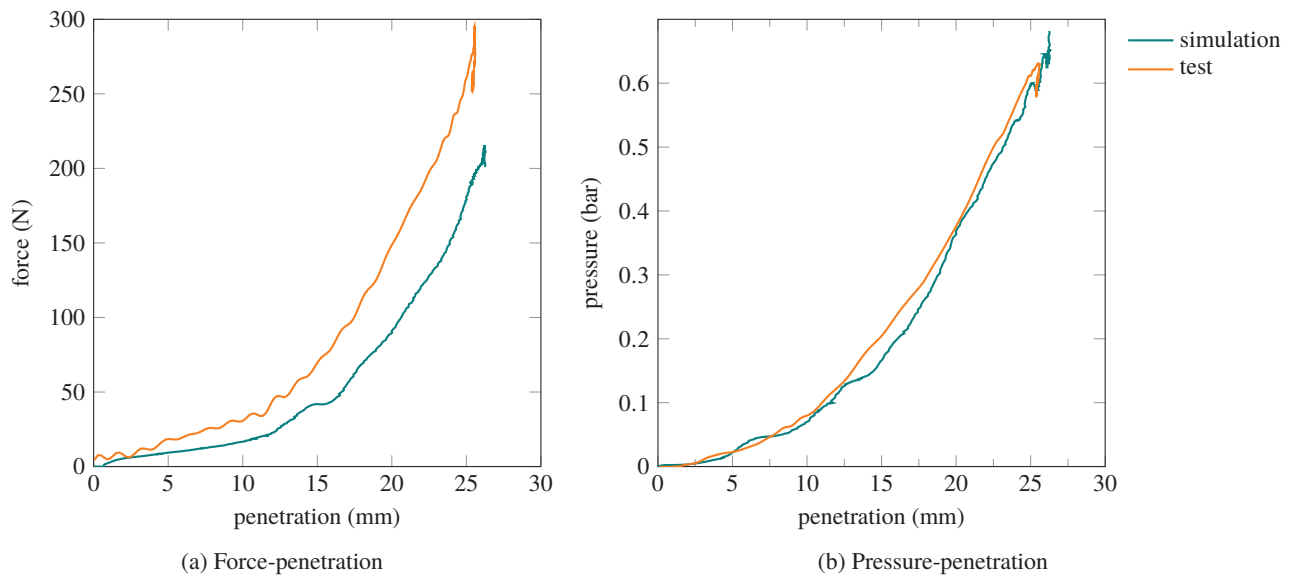 300
250
200
150
100
50
0
force (N)
0 5 10 15 20 25 30
penetration (mm)
(a) Force-penetration
0.6
0.5
0.4
0.3
0.2
0.1
0
pressure (bar)
0 5 10 15 20 25 30
penetration (mm)
(b) Pressure-penetration
simulation
test